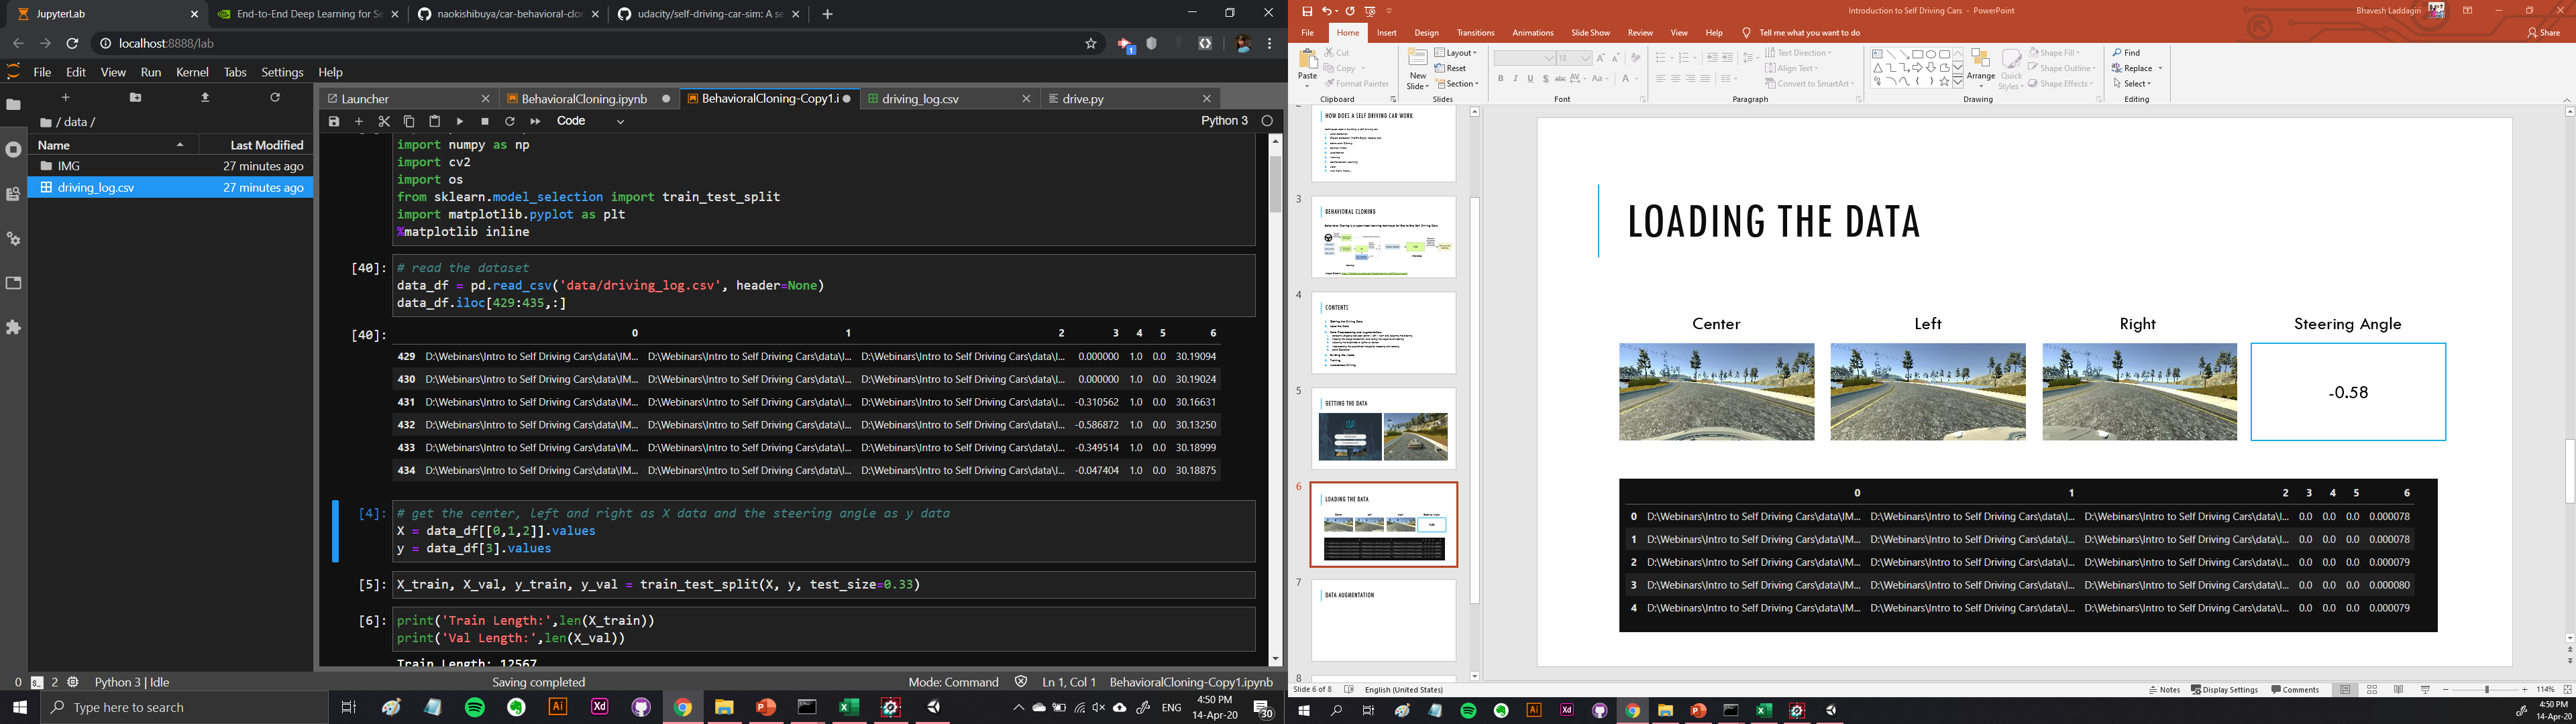 JupyterLab
End-to-End Deep Learning for Se
naokishibuya/car-behavioral-clon
udacity/self-driving-car-sim: A se
localhost:8888/lab
File Edit View Run Kernel Tabs Settings Help
Launcher
BehavioralCloning.ipynb
BehavioralCloning-Copy1.i
driving_log.csv
drive.py
/ data /
Code
Python 3
Name Last Modified
IMG 27 minutes ago
driving_log.csv 27 minutes ago
import numpy as np
import cv2
import os
from sklearn.model_selection import train_test_split
import matplotlib.pyplot as plt
%matplotlib inline
[40]: # read the dataset
data_df = pd.read_csv('data/driving_log.csv', header=None)
data_df.iloc[429:435,:]
[40]: 0 1 2 3 4 5 6
429 D:\Webinars\Intro to Self Driving Cars\data\IM... D:\Webinars\Intro to Self Driving Cars\data\I... D:\Webinars\Intro to Self Driving Cars\data\I... 0.000000 1.0 0.0 30.19094
430 D:\Webinars\Intro to Self Driving Cars\data\IM... D:\Webinars\Intro to Self Driving Cars\data\I... D:\Webinars\Intro to Self Driving Cars\data\I... 0.000000 1.0 0.0 30.19024
431 D:\Webinars\Intro to Self Driving Cars\data\IM... D:\Webinars\Intro to Self Driving Cars\data\I... D:\Webinars\Intro to Self Driving Cars\data\I... -0.310562 1.0 0.0 30.16631
432 D:\Webinars\Intro to Self Driving Cars\data\IM... D:\Webinars\Intro to Self Driving Cars\data\I... D:\Webinars\Intro to Self Driving Cars\data\I... -0.586872 1.0 0.0 30.13250
433 D:\Webinars\Intro to Self Driving Cars\data\IM... D:\Webinars\Intro to Self Driving Cars\data\I... D:\Webinars\Intro to Self Driving Cars\data\I... -0.349514 1.0 0.0 30.18999
434 D:\Webinars\Intro to Self Driving Cars\data\IM... D:\Webinars\Intro to Self Driving Cars\data\I... D:\Webinars\Intro to Self Driving Cars\data\I... -0.047404 1.0 0.0 30.18875
[4]: # get the center, left and right as X data and the steering angle as y data
X = data_df[[0,1,2]].values
y = data_df[3].values
[5]: X_train, X_val, y_train, y_val = train_test_split(X, y, test_size=0.33)
[6]: print('Train Length:',len(X_train))
print('Val Length:',len(X_val))
Train Length: 12567
0 2 Python 3 | Idle Saving completed Mode: Command Ln 1, Col 1 BehavioralCloning-Copy1.ipynb
Type here to search
ENG
4:50 PM
14-Apr-20
30
Introduction to Self Driving Cars - PowerPoint
Bhavesh Laddagiri
File Home Insert Design Transitions Animations Slide Show Review View Help Tell me what you want to do
Share
Paste
Cut
Copy
Format Painter
Clipboard
New Slide
Layout
Reset
Section
Slides
18
Font
Text Direction
Align Text
Convert to SmartArt
Paragraph
Arrange
Quick Styles
Shape Fill
Shape Outline
Shape Effects
Drawing
Find
Replace
Select
Editing
HOW DOES A SELF DRIVING CAR WORK
3
BEHAVIORAL CLONING
4
CONTENTS
5
GETTING THE DATA
6
LOADING THE DATA
7
DATA AUGMENTATION
8
LOADING THE DATA
Center Left Right Steering Angle
-0.58
0 1 2 3 4 5 6
0 D:\Webinars\Intro to Self Driving Cars\data\IM... D:\Webinars\Intro to Self Driving Cars\data\I... D:\Webinars\Intro to Self Driving Cars\data\I... 0.0 0.0 0.0 0.000078
1 D:\Webinars\Intro to Self Driving Cars\data\IM... D:\Webinars\Intro to Self Driving Cars\data\I... D:\Webinars\Intro to Self Driving Cars\data\I... 0.0 0.0 0.0 0.000078
2 D:\Webinars\Intro to Self Driving Cars\data\IM... D:\Webinars\Intro to Self Driving Cars\data\I... D:\Webinars\Intro to Self Driving Cars\data\I... 0.0 0.0 0.0 0.000079
3 D:\Webinars\Intro to Self Driving Cars\data\IM... D:\Webinars\Intro to Self Driving Cars\data\I... D:\Webinars\Intro to Self Driving Cars\data\I... 0.0 0.0 0.0 0.000080
4 D:\Webinars\Intro to Self Driving Cars\data\IM... D:\Webinars\Intro to Self Driving Cars\data\I... D:\Webinars\Intro to Self Driving Cars\data\I... 0.0 0.0 0.0 0.000079
Slide 6 of 8 English (United States) Notes Display Settings Comments 114%
4:50 PM
14-Apr-20